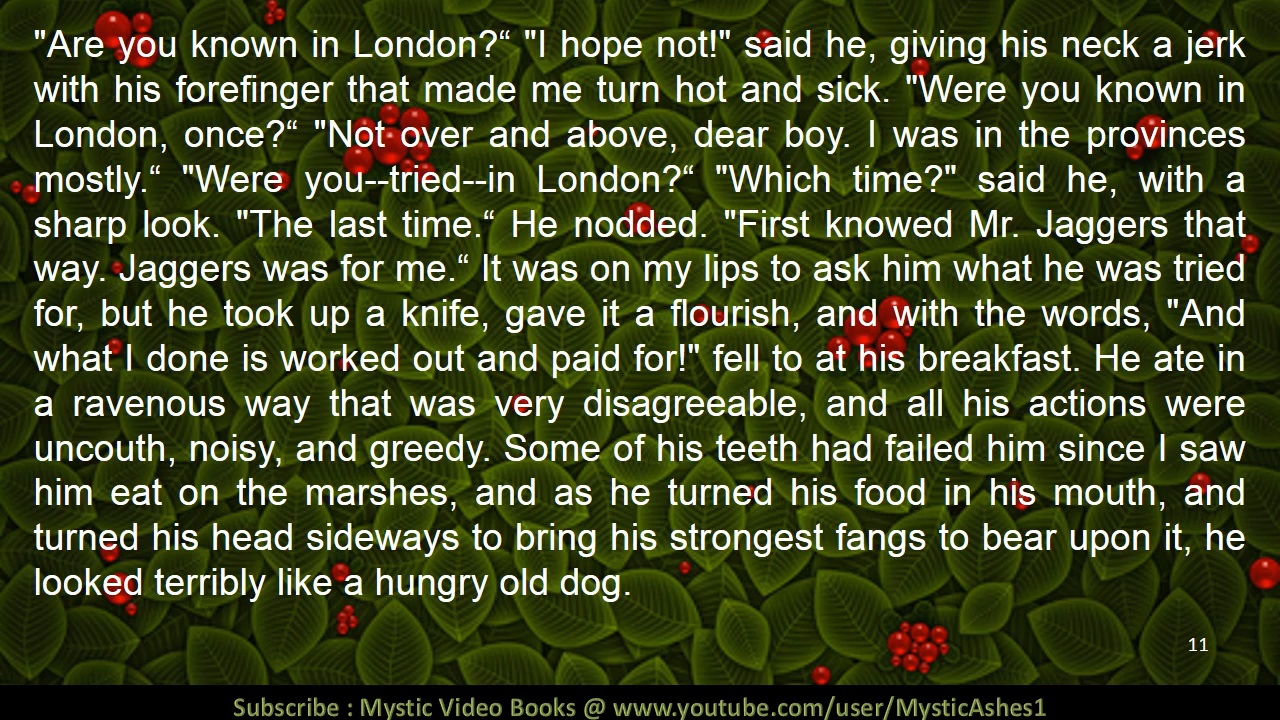 "Are you known in London?“ "I hope not!" said he, giving his neck a jerk
with his forefinger that made me turn hot and sick. "Were you known in
London, once?“ "Not over and above, dear boy. I was in the provinces
mostly.“ "Were you--tried--in London?“ "Which time?" said he, with a
sharp look. "The last time.“ He nodded. "First knowed Mr. Jaggers that
way. Jaggers was for me.“ It was on my lips to ask him what he was tried
for, but he took up a knife, gave it a flourish, and with the words, "And
what I done is worked out and paid for!" fell to at his breakfast. He ate in
a ravenous way that was very disagreeable, and all his actions were
uncouth, noisy, and greedy. Some of his teeth had failed him since I saw
him eat on the marshes, and as he turned his food in his mouth, and
turned his head sideways to bring his strongest fangs to bear upon it, he
looked terribly like a hungry old dog.
11
Subscribe : Mystic Video Books @ www.youtube.com/user/MysticAshes1